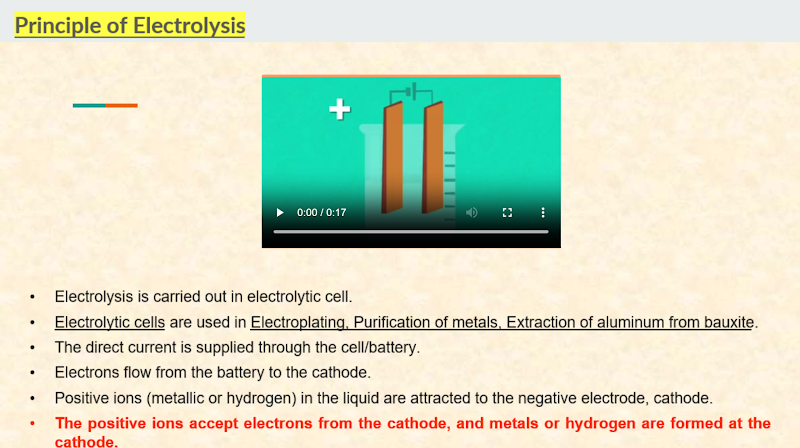 Principle of Electrolysis
+
0:00 / 0:17
• Electrolysis is carried out in electrolytic cell.
• Electrolytic cells are used in Electroplating, Purification of metals, Extraction of aluminum from bauxite.
• The direct current is supplied through the cell/battery.
• Electrons flow from the battery to the cathode.
• Positive ions (metallic or hydrogen) in the liquid are attracted to the negative electrode, cathode.
• The positive ions accept electrons from the cathode, and metals or hydrogen are formed at the
cathode.